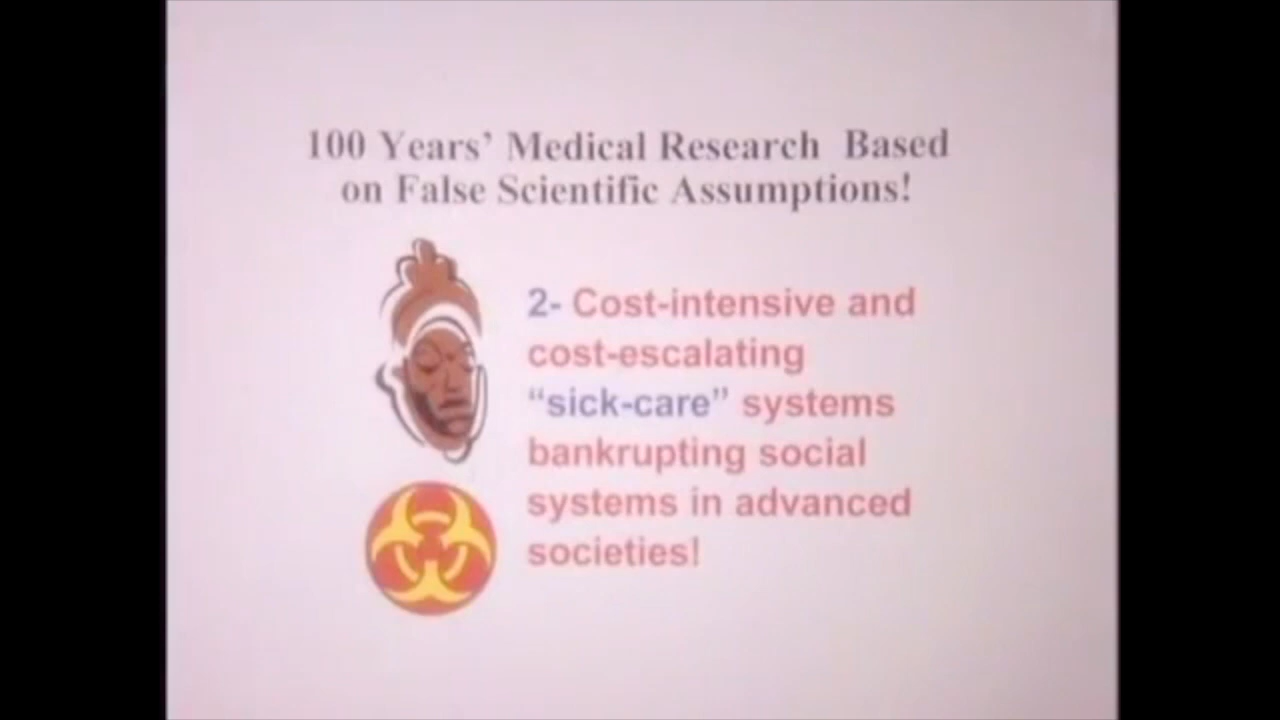 100 Years’ Medical Research  Based
on False Scientific Assumptions!
2- Cost-intensive and
cost-escalating
“sick-care” systems
bankrupting social
systems in advanced
societies!